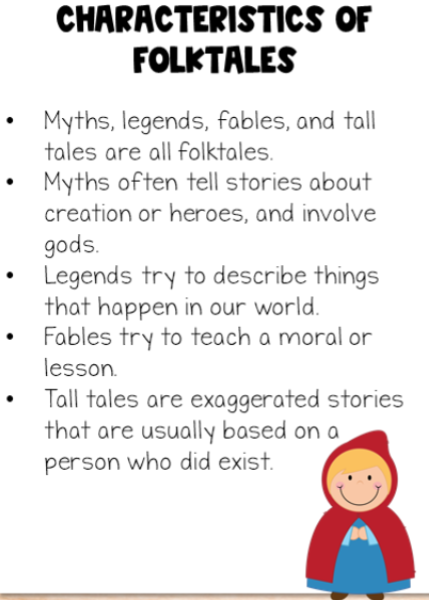 CHARACTERISTICS OF
FOLKTALES
• Myths, legends, fables, and tall
tales are all folktales.
• Myths often tell stories about
creation or heroes, and involve
gods.
• Legends try to describe things
that happen in our world.
• Fables try to teach a moral or
lesson.
• Tall tales are exaggerated stories
that are usually based on a
person who did exist.